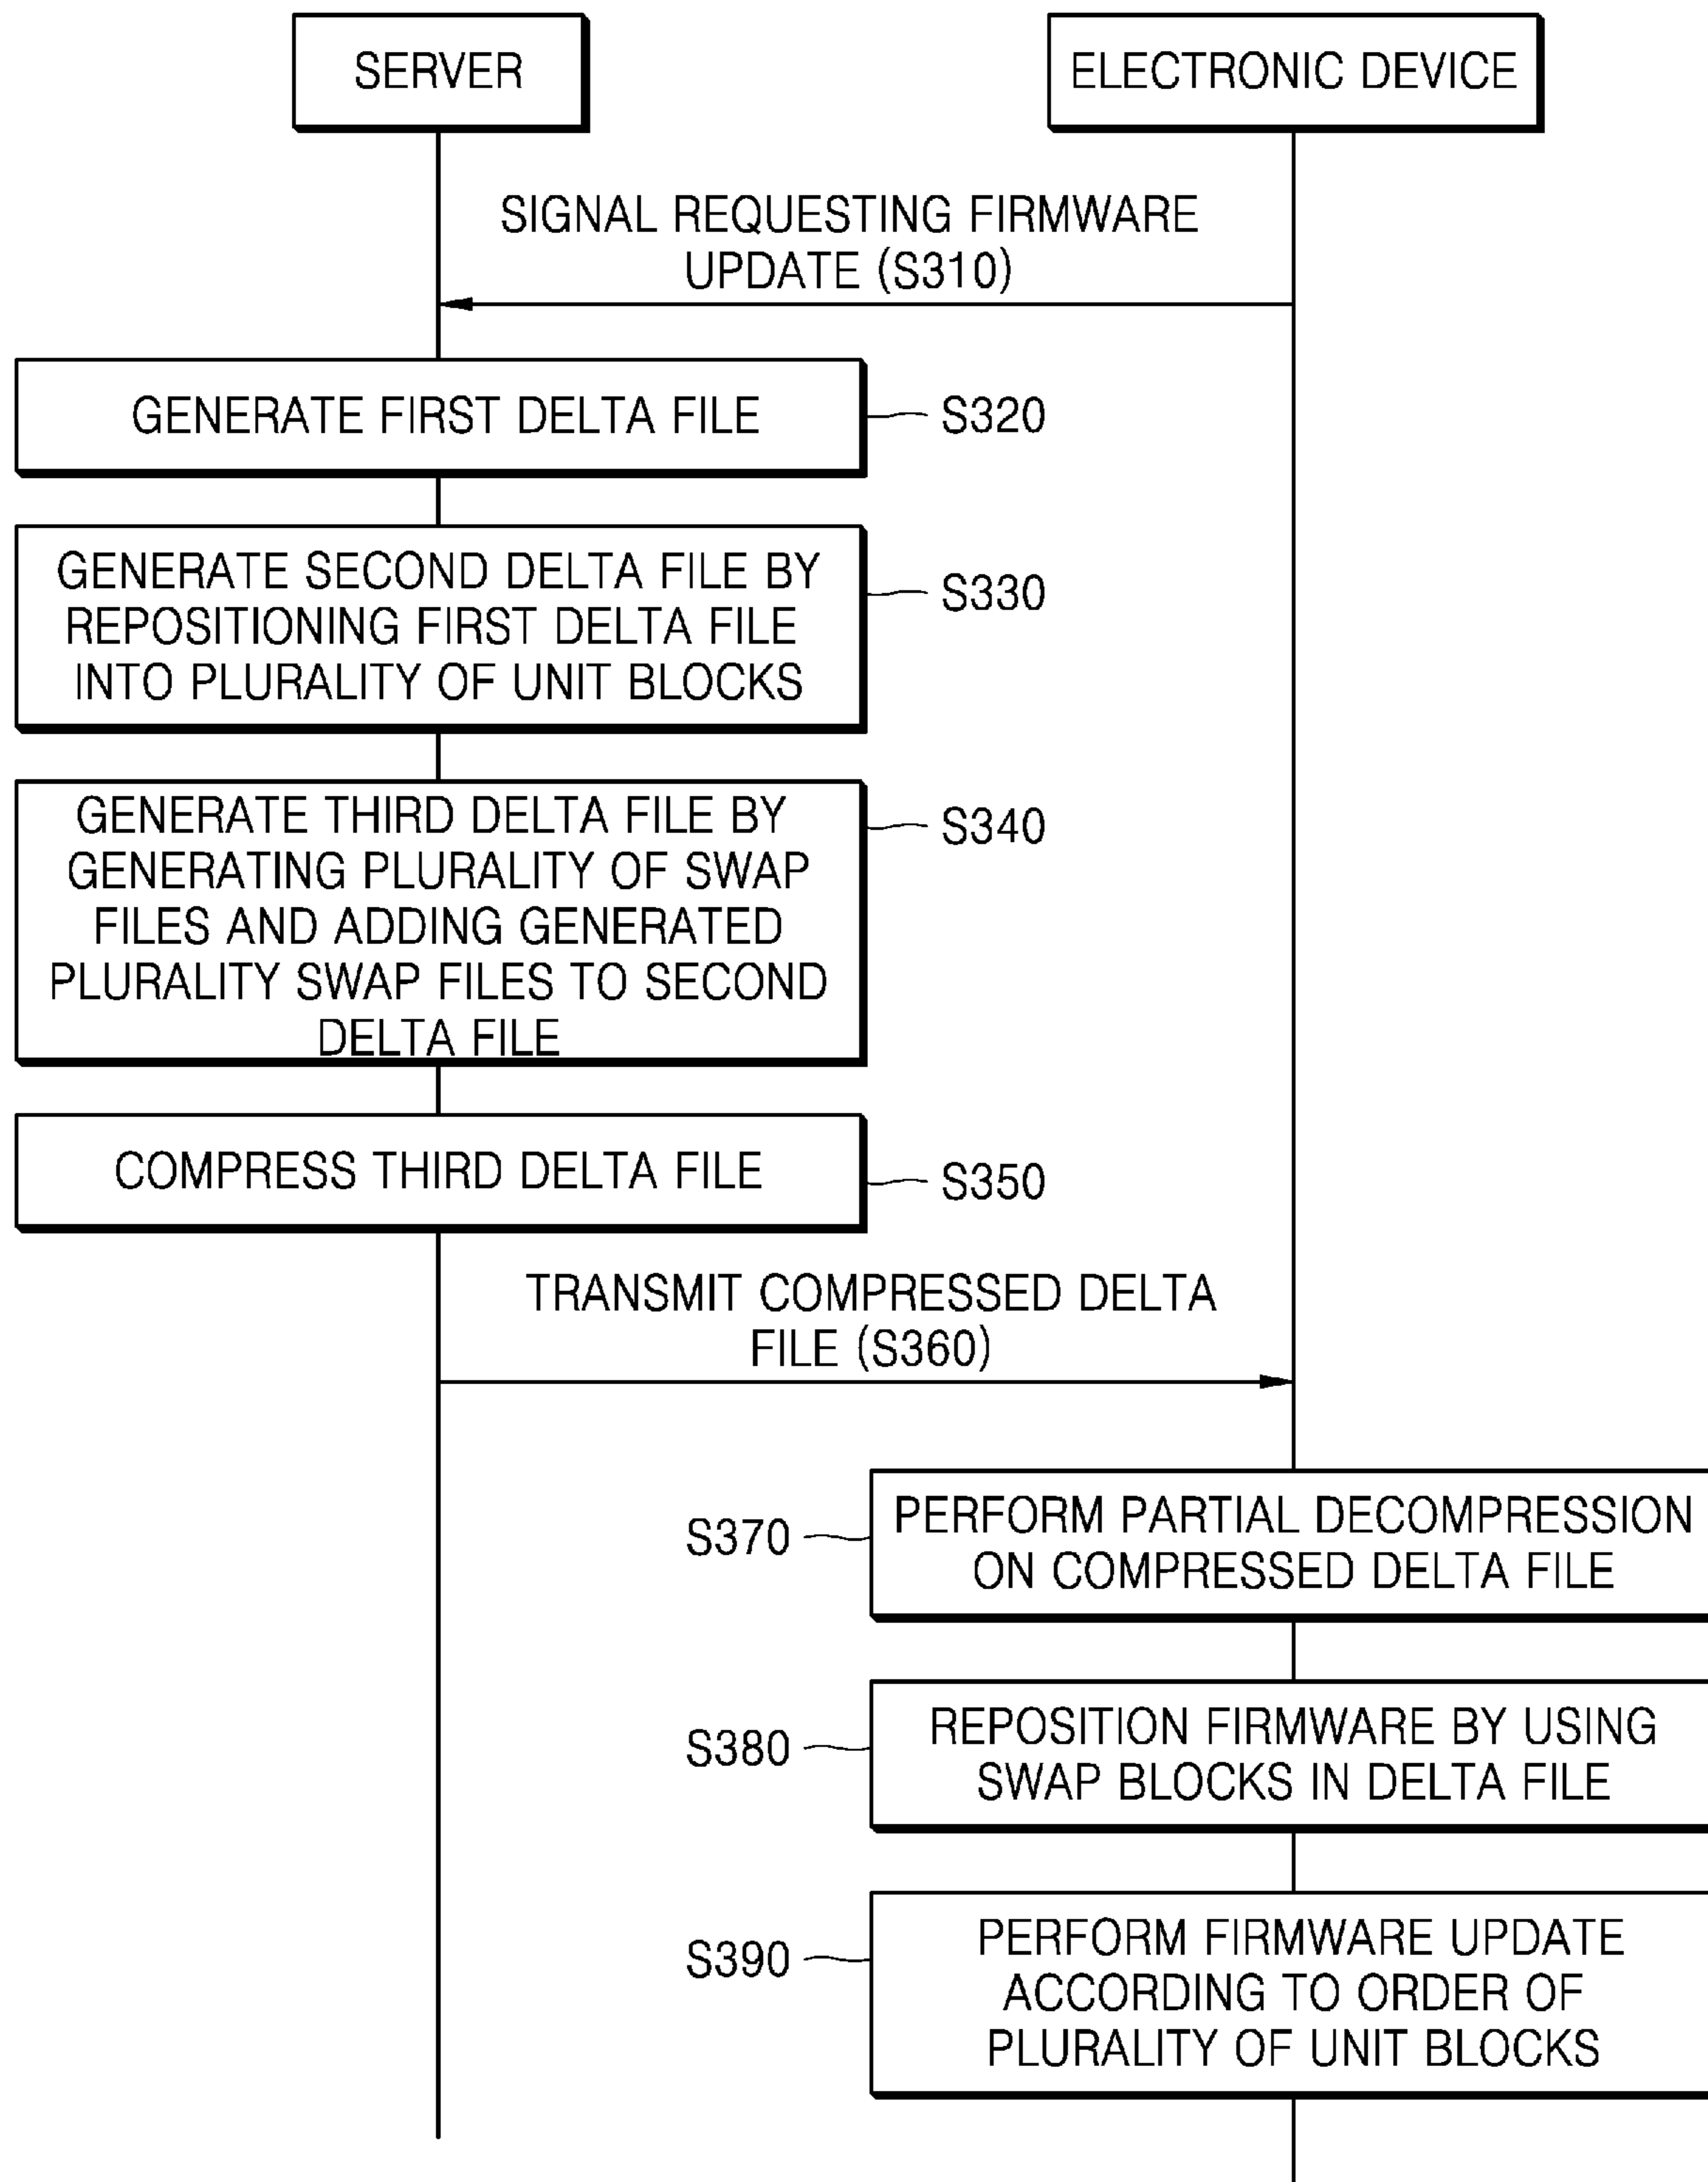 SERVER
ELECTRONIC DEVICE
SIGNAL REQUESTING FIRMWARE
UPDATE (S310)
GENERATE FIRST DELTA FILE
S320
GENERATE SECOND DELTA FILE BY
REPOSITIONING FIRST DELTA FILE
INTO PLURALITY OF UNIT BLOCKS
S330
GENERATE THIRD DELTA FILE BY
GENERATING PLURALITY OF SWAP
FILES AND ADDING GENERATED
PLURALITY SWAP FILES TO SECOND
DELTA FILE
S340
COMPRESS THIRD DELTA FILE
S350
TRANSMIT COMPRESSED DELTA
FILE (S360)
S370
PERFORM PARTIAL DECOMPRESSION
ON COMPRESSED DELTA FILE
S380
REPOSITION FIRMWARE BY USING
SWAP BLOCKS IN DELTA FILE
S390
PERFORM FIRMWARE UPDATE
ACCORDING TO ORDER OF
PLURALITY OF UNIT BLOCKS